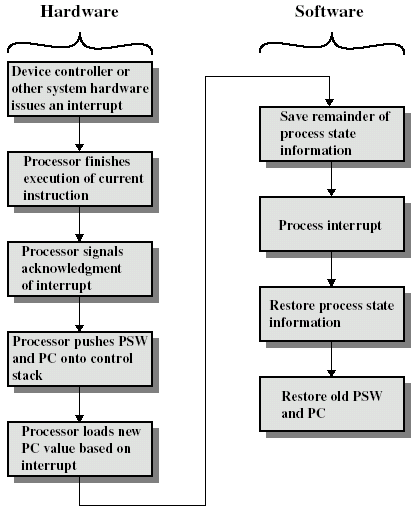 Hardware
Device controller or
other system hardware
issues an interrupt
Processor finishes
execution of current
instruction
Processor signals
acknowledgment
of interrupt
Processor pushes PSW
and PC onto control
stack
Processor loads new
PC value based on
interrupt
Software
Save remainder of
process state
information
Process interrupt
Restore process state
information
Restore old PSW
and PC